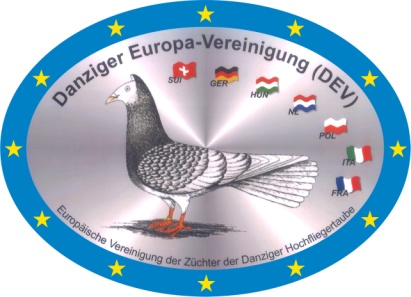 Danziger Europa-Vereinigung (DEV)
SUI
GER
HUN
NL
POL
ITA
FRA
Europäische Vereinigung der Züchter der Danziger Hochfliegertaube